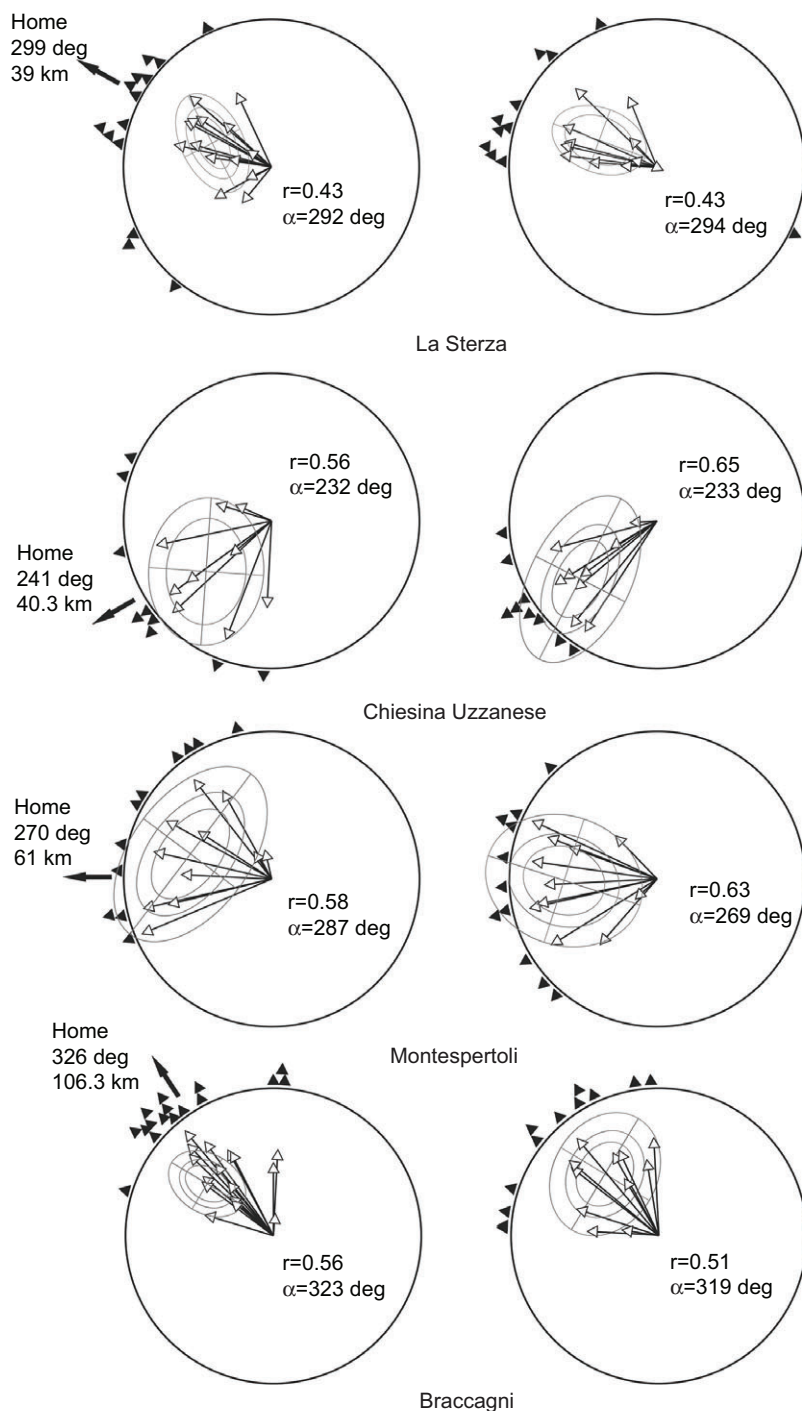 Home
299 deg
39 km
r=0.43
α=292 deg
r=0.43
α=294 deg
La Sterza
r=0.56
α=232 deg
r=0.65
α=233 deg
Home
241 deg
40.3 km
Chiesina Uzzanese
Home
270 deg
61 km
r=0.58
α=287 deg
r=0.63
α=269 deg
Montespertoli
Home
326 deg
106.3 km
r=0.56
α=323 deg
r=0.51
α=319 deg
Braccagni